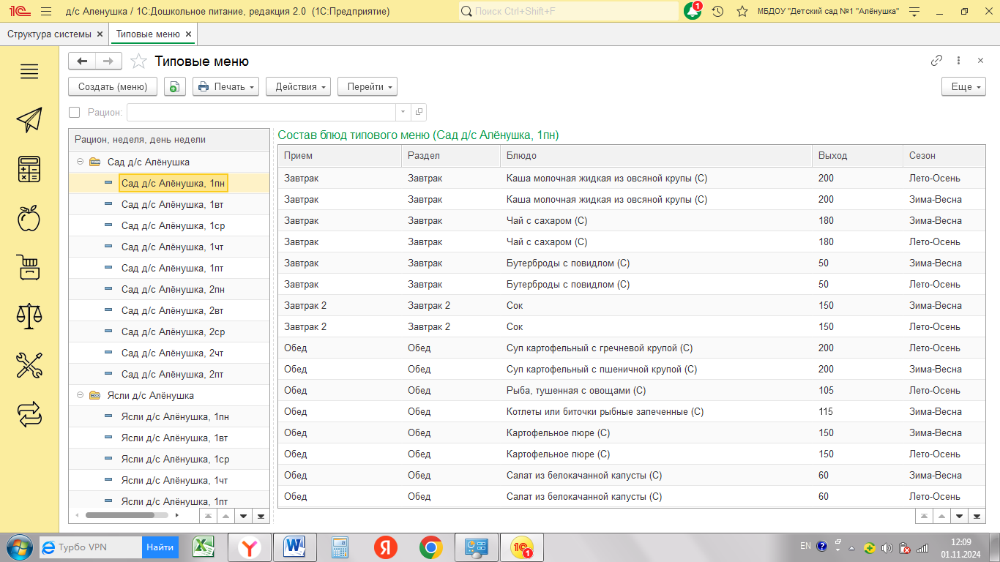 1С д/с Аленушка / 1С:Дошкольное питание, редакция 2.0 (1С:Предприятие) Поиск Ctrl+Shift+F 1 МБДОУ "Детский сад №1 "Алёнушка"
Структура системы Типовые меню
Типовые меню
Создать (меню) Печать Действия Перейти Еще
Рацион:
Рацион, неделя, день недели
Сад д/с Алёнушка
Сад д/с Алёнушка, 1пн
Сад д/с Алёнушка, 1вт
Сад д/с Алёнушка, 1ср
Сад д/с Алёнушка, 1чт
Сад д/с Алёнушка, 1пт
Сад д/с Алёнушка, 2пн
Сад д/с Алёнушка, 2вт
Сад д/с Алёнушка, 2ср
Сад д/с Алёнушка, 2чт
Сад д/с Алёнушка, 2пт
Ясли д/с Алёнушка
Ясли д/с Алёнушка, 1пн
Ясли д/с Алёнушка, 1вт
Ясли д/с Алёнушка, 1ср
Ясли д/с Алёнушка, 1чт
Ясли д/с Алёнушка, 1пт
Состав блюд типового меню (Сад д/с Алёнушка, 1пн)
Прием Раздел Блюдо Выход Сезон
Завтрак Завтрак Каша молочная жидкая из овсяной крупы (С) 200 Лето-Осень
Завтрак Завтрак Каша молочная жидкая из овсяной крупы (С) 200 Зима-Весна
Завтрак Завтрак Чай с сахаром (С) 180 Зима-Весна
Завтрак Завтрак Чай с сахаром (С) 180 Лето-Осень
Завтрак Завтрак Бутерброды с повидлом (С) 50 Зима-Весна
Завтрак Завтрак Бутерброды с повидлом (С) 50 Лето-Осень
Завтрак 2 Завтрак 2 Сок 150 Зима-Весна
Завтрак 2 Завтрак 2 Сок 150 Лето-Осень
Обед Обед Суп картофельный с гречневой крупой (С) 200 Лето-Осень
Обед Обед Суп картофельный с пшеничной крупой (С) 200 Зима-Весна
Обед Обед Рыба, тушенная с овощами (С) 105 Лето-Осень
Обед Обед Котлеты или биточки рыбные запеченные (С) 115 Зима-Весна
Обед Обед Картофельное пюре (С) 150 Зима-Весна
Обед Обед Картофельное пюре (С) 150 Лето-Осень
Обед Обед Салат из белокачанной капусты (С) 60 Зима-Весна
Обед Обед Салат из белокачанной капусты (С) 60 Лето-Осень
Турбо VPN Найти Я 1С 1 EN 12:09
01.11.2024